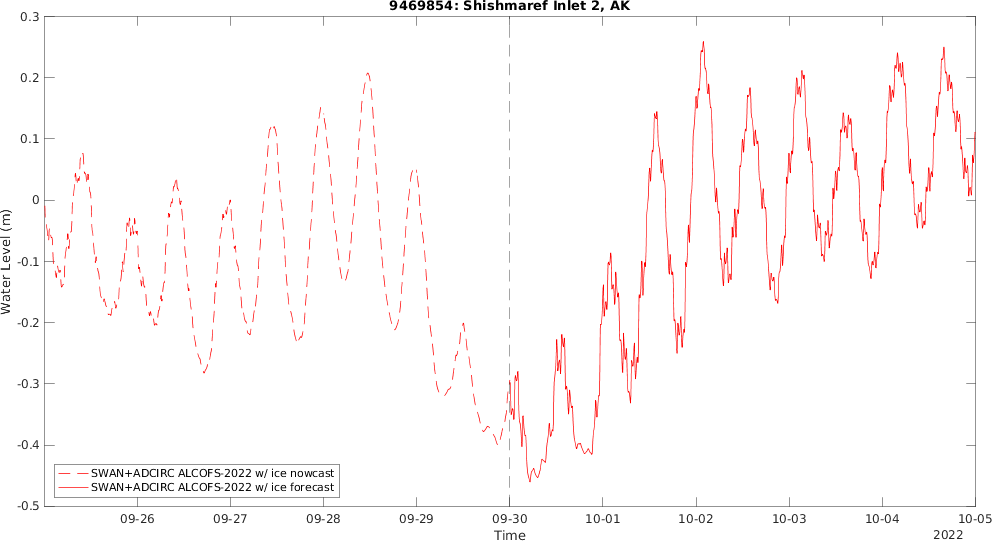 9469854: Shishmaref Inlet 2, AK
0.3
0.2
0.1
0
-0.1
-0.2
-0.3
-0.4
-0.5
Water Level (m)
SWAN+ADCIRC ALCOFS-2022 w/ ice nowcast
SWAN+ADCIRC ALCOFS-2022 w/ ice forecast
09-26 09-27 09-28 09-29 09-30 10-01 10-02 10-03 10-04 10-05
Time
2022